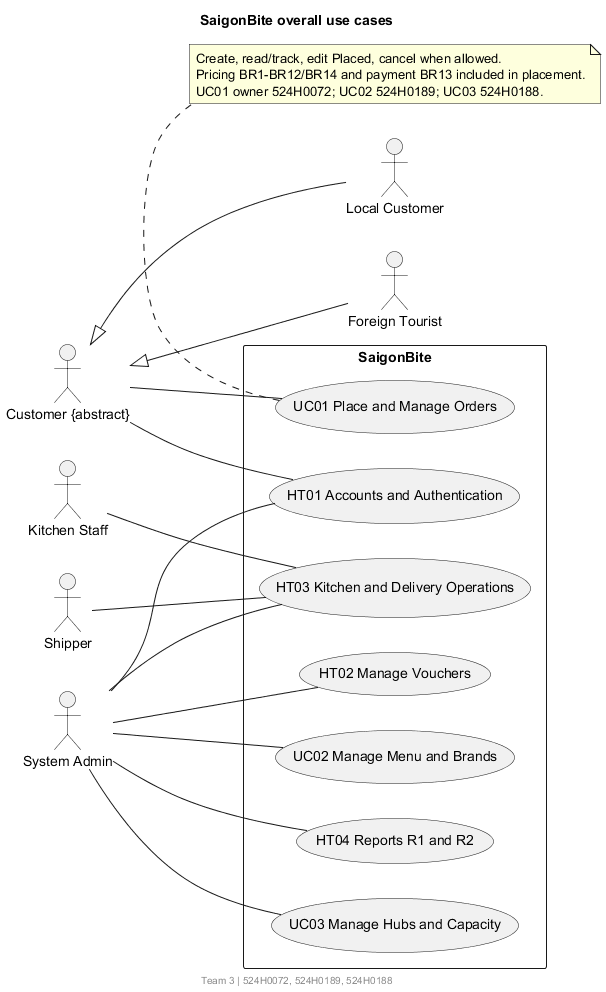 SaigonBite overall use cases
Create, read/track, edit Placed, cancel when allowed.
Pricing BR1-BR12/BR14 and payment BR13 included in placement.
UC01 owner 524H0072; UC02 524H0189; UC03 524H0188.
Local Customer
Foreign Tourist
SaigonBite
Customer {abstract}
UC01 Place and Manage Orders
HT01 Accounts and Authentication
Kitchen Staff
HT03 Kitchen and Delivery Operations
Shipper
HT02 Manage Vouchers
System Admin
UC02 Manage Menu and Brands
HT04 Reports R1 and R2
UC03 Manage Hubs and Capacity
Team 3 | 524H0072, 524H0189, 524H0188